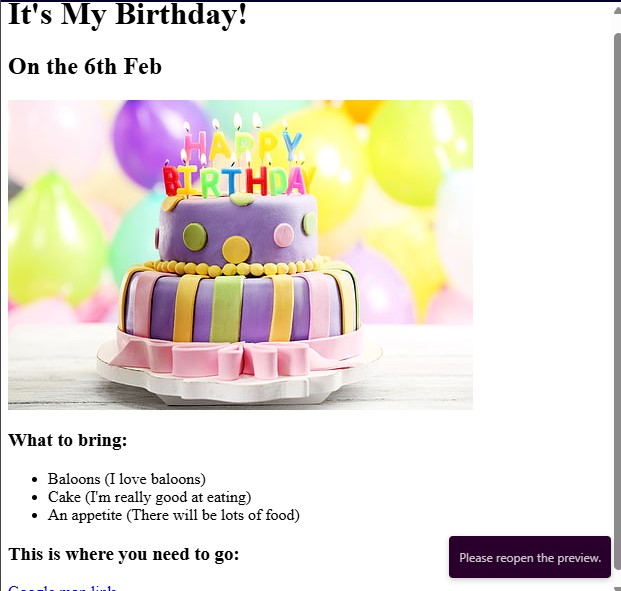 It's My Birthday!
On the 6th Feb
HAPPY
BIRTHDAY
What to bring:
Baloons (I love baloons)
Cake (I'm really good at eating)
An appetite (There will be lots of food)
This is where you need to go:
Please reopen the preview.
Google map link